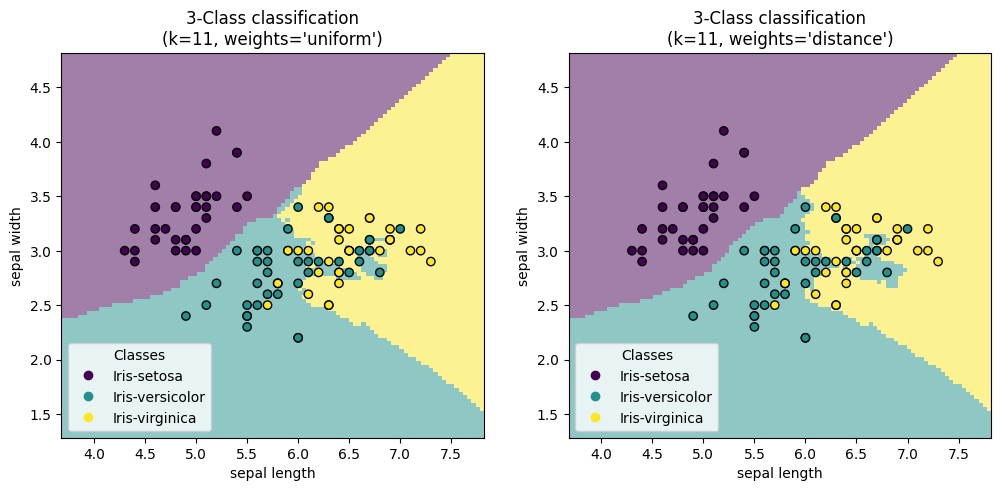 3-Class classification
(k=11, weights='uniform')
sepal width
4.5
4.0
3.5
3.0
2.5
2.0
1.5
Classes
Iris-setosa
Iris-versicolor
Iris-virginica
4.0 4.5 5.0 5.5 6.0 6.5 7.0 7.5
sepal length
3-Class classification
(k=11, weights='distance')
sepal width
4.5
4.0
3.5
3.0
2.5
2.0
1.5
Classes
Iris-setosa
Iris-versicolor
Iris-virginica
4.0 4.5 5.0 5.5 6.0 6.5 7.0 7.5
sepal length